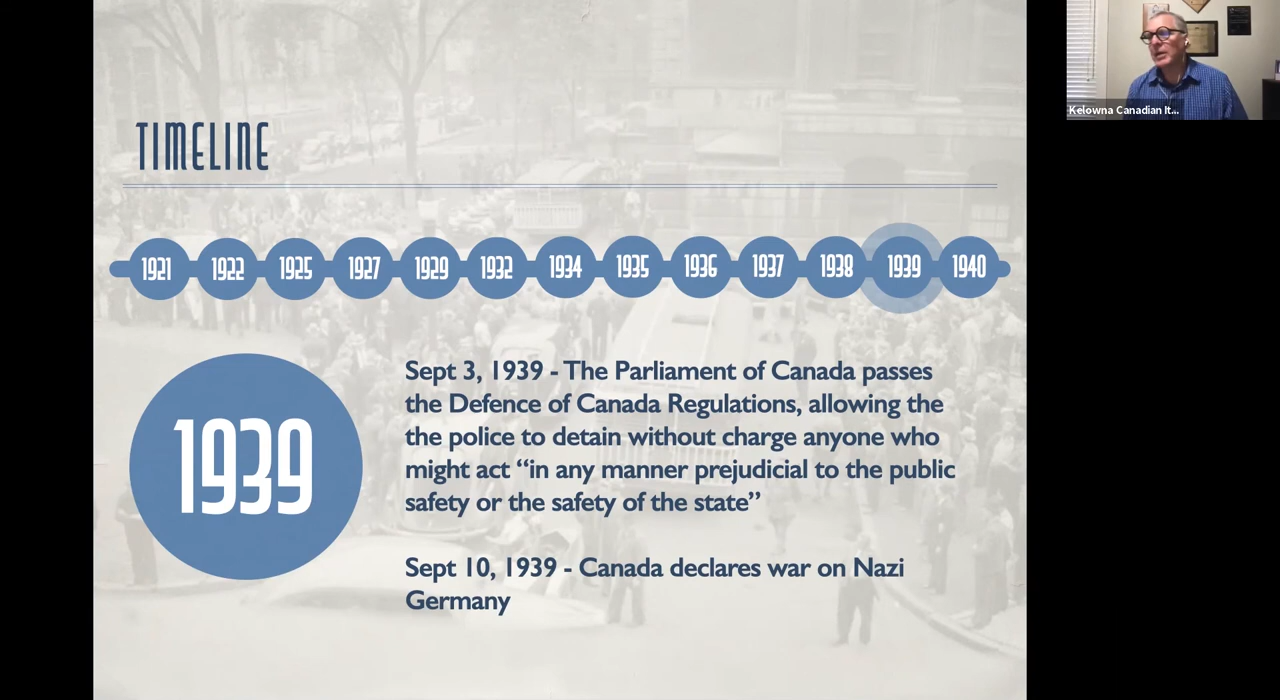 Kelowna Canadian It...
TIMELINE
1921 1922 1925 1927 1929 1932 1934 1935 1936 1937 1938 1939 1940
1939
Sept 3, 1939 - The Parliament of Canada passes
the Defence of Canada Regulations, allowing the
the police to detain without charge anyone who
might act “in any manner prejudicial to the public
safety or the safety of the state”
Sept 10, 1939 - Canada declares war on Nazi
Germany